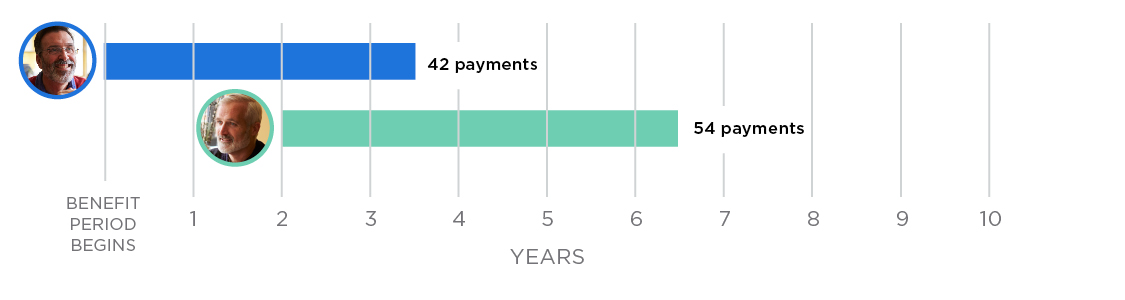 42 payments
54 payments
BENEFIT
PERIOD
BEGINS
1 2 3 4 5 6 7 8 9 10
YEARS